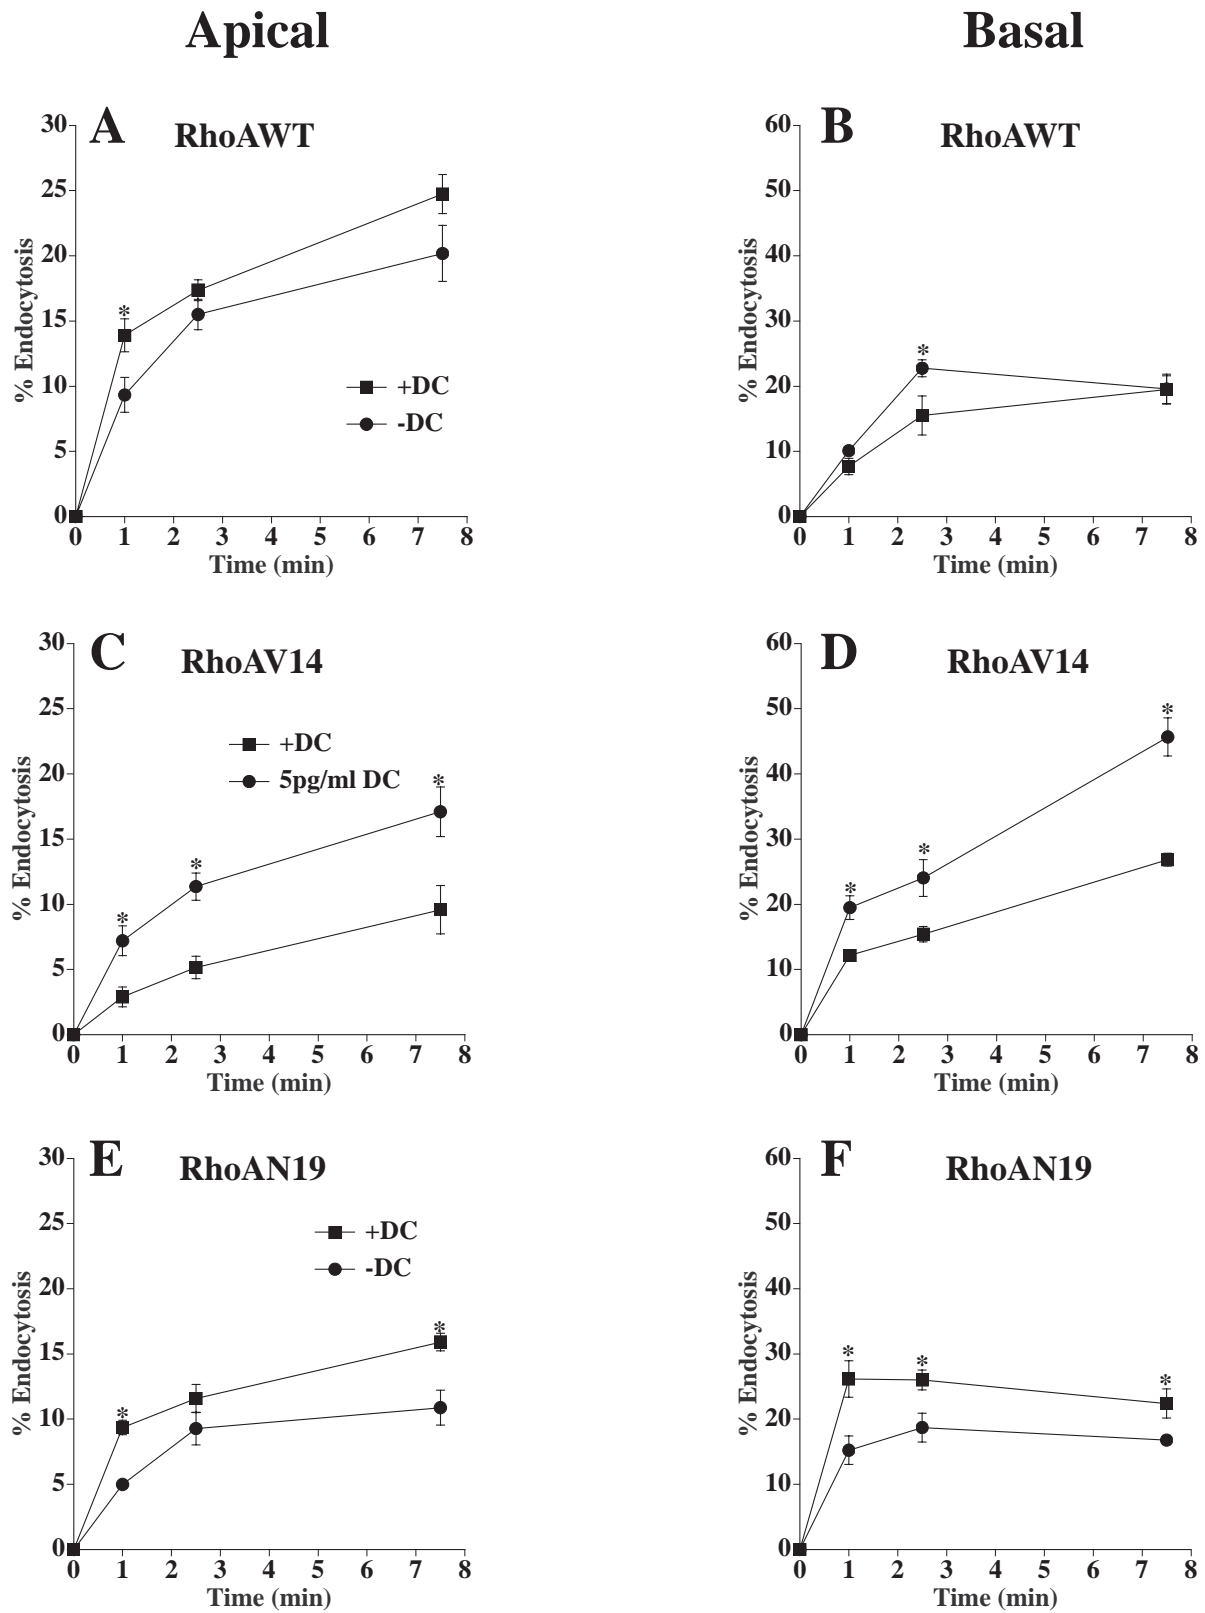 Apical
Basal
A RhoAWT
30
25
20
15
10
5
0
% Endocytosis
*
+DC
-DC
0 1 2 3 4 5 6 7 8
Time (min)
B RhoAWT
60
50
40
30
20
10
0
% Endocytosis
*
0 1 2 3 4 5 6 7 8
Time (min)
C RhoAV14
30
25
20
15
10
5
0
% Endocytosis
+DC
5pg/ml DC
* * *
0 1 2 3 4 5 6 7 8
Time (min)
D RhoAV14
60
50
40
30
20
10
0
% Endocytosis
* * *
0 1 2 3 4 5 6 7 8
Time (min)
E RhoAN19
30
25
20
15
10
5
0
% Endocytosis
+DC
-DC
* *
0 1 2 3 4 5 6 7 8
Time (min)
F RhoAN19
60
50
40
30
20
10
0
% Endocytosis
* * *
0 1 2 3 4 5 6 7 8
Time (min)